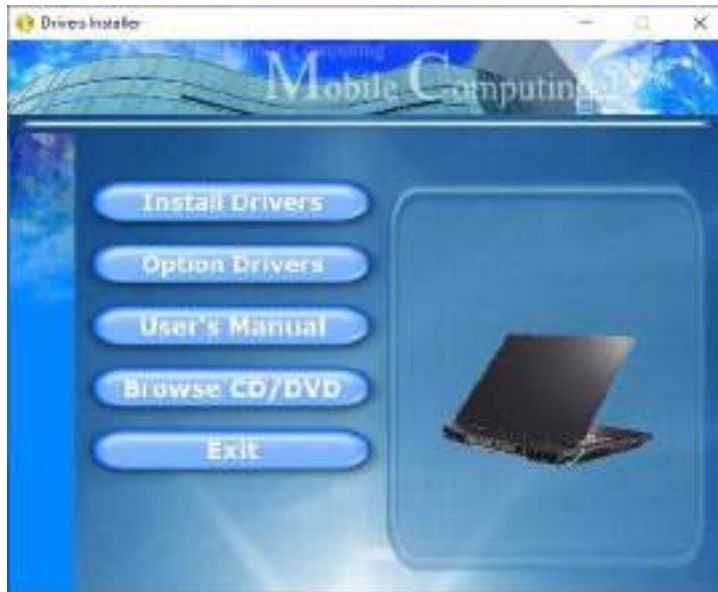 Drivers Installer
Mobile Computing
Install Drivers
Option Drivers
User's Manual
Browse CD/DVD
Exit